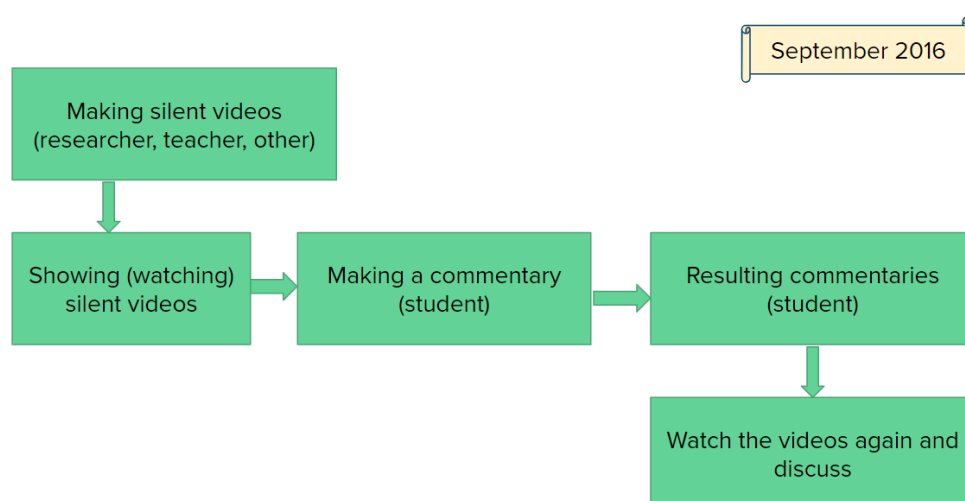 September 2016
Making silent videos
(researcher, teacher, other)
Showing (watching)
silent videos
Making a commentary
(student)
Resulting commentaries
(student)
Watch the videos again and
discuss